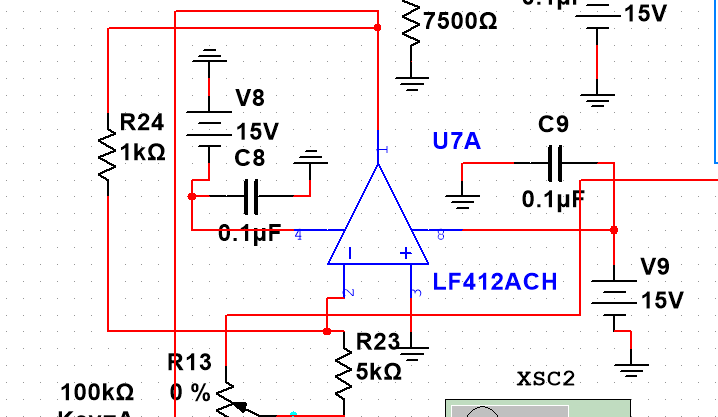 0.1µF
15V
7500Ω
V8
15V
R24
1kΩ
C8
0.1µF
U7A
C9
0.1µF
1
4
8
2
3
LF412ACH
V9
15V
R23
5kΩ
R13
0 %
100kΩ
Key=A
XSC2